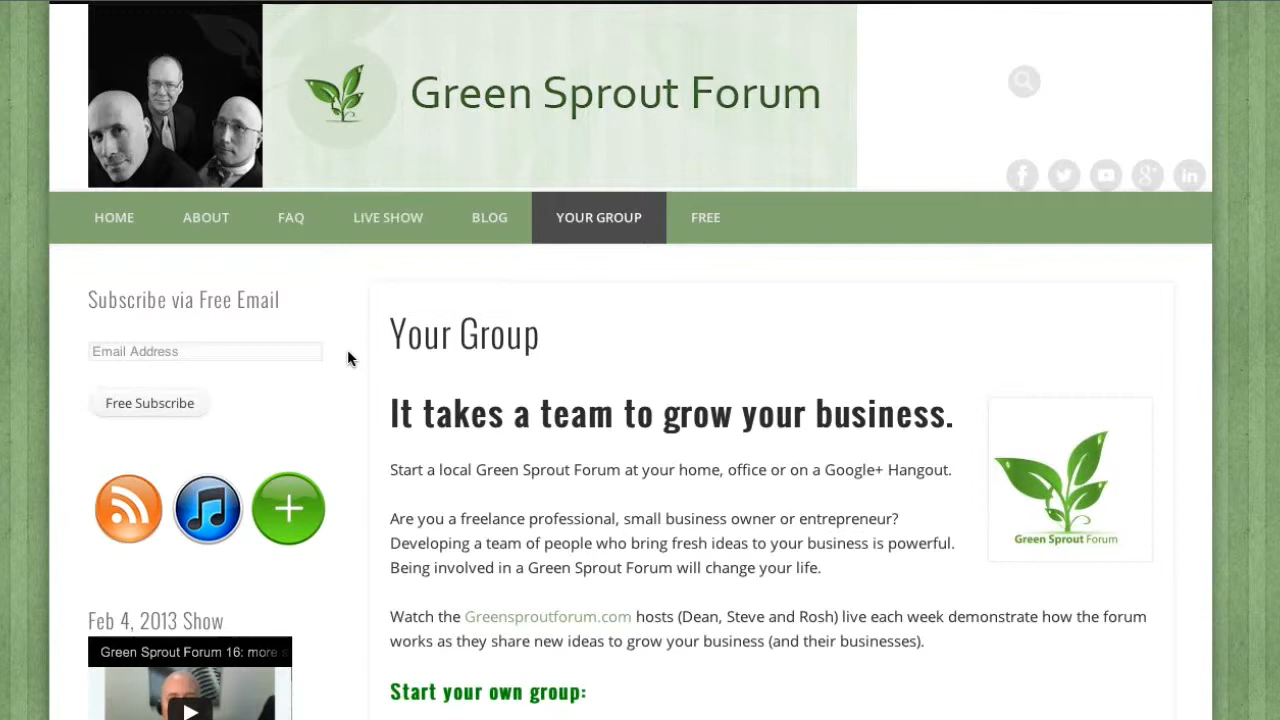 Green Sprout Forum
HOME ABOUT FAQ LIVE SHOW BLOG YOUR GROUP FREE
Subscribe via Free Email
Email Address
Free Subscribe
Feb 4, 2013 Show
Green Sprout Forum 16: more
Your Group
It takes a team to grow your business.
Start a local Green Sprout Forum at your home, office or on a Google+ Hangout.
Are you a freelance professional, small business owner or entrepreneur?
Developing a team of people who bring fresh ideas to your business is powerful.
Being involved in a Green Sprout Forum will change your life.
Green Sprout Forum
Watch the Greensproutforum.com hosts (Dean, Steve and Rosh) live each week demonstrate how the forum
works as they share new ideas to grow your business (and their businesses).
Start your own group: